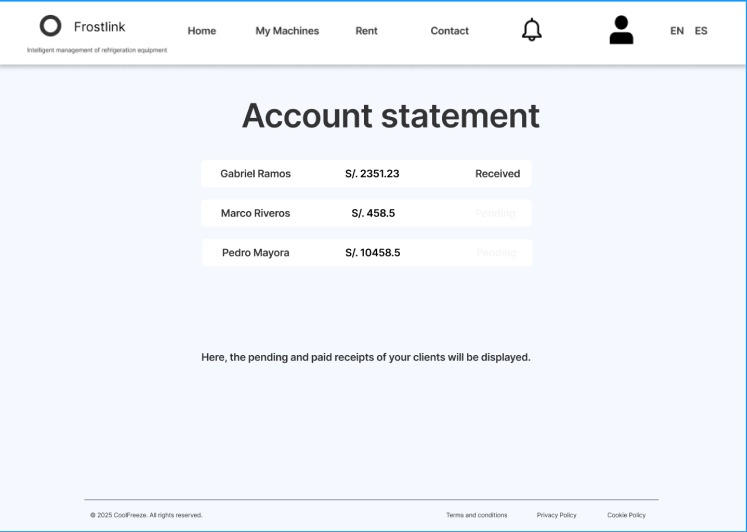 Frostlink
Intelligent management of refrigeration equipment
Home My Machines Rent Contact EN ES
Account statement
Gabriel Ramos S/. 2351.23 Received
Marco Riveros S/. 458.5 Pending
Pedro Mayora S/. 10458.5 Pending
Here, the pending and paid receipts of your clients will be displayed.
© 2025 CoolFreeze. All rights reserved. Terms and conditions Privacy Policy Cookie Policy